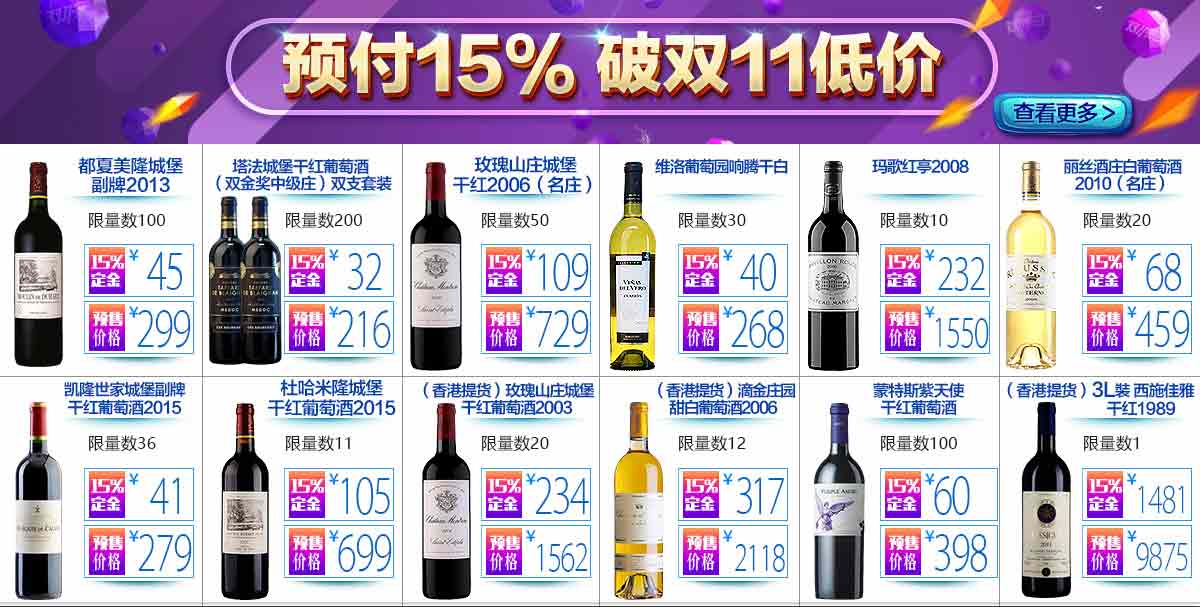 预付15% 破双11低价
查看更多 >
都夏美隆城堡
副牌2013
限量数100
15%
定金
¥45
预售
价格
¥299
塔法城堡干红葡萄酒
（双金奖中级庄）双支套装
限量数200
15%
定金
¥32
预售
价格
¥216
玫瑰山庄城堡
干红2006（名庄）
限量数50
15%
定金
¥109
预售
价格
¥729
维洛葡萄园响腾干白
限量数30
15%
定金
¥40
预售
价格
¥268
玛歌红亭2008
限量数10
15%
定金
¥232
预售
价格
¥1550
丽丝酒庄白葡萄酒
2010（名庄）
限量数20
15%
定金
¥68
预售
价格
¥459
凯隆世家城堡副牌
干红葡萄酒2015
限量数36
15%
定金
¥41
预售
价格
¥279
杜哈米隆城堡
干红葡萄酒2015
限量数11
15%
定金
¥105
预售
价格
¥699
（香港提货）玫瑰山庄城堡
干红葡萄酒2003
限量数20
15%
定金
¥234
预售
价格
¥1562
（香港提货）滴金庄园
甜白葡萄酒2006
限量数12
15%
定金
¥317
预售
价格
¥2118
蒙特斯紫天使
干红葡萄酒
限量数100
15%
定金
¥60
预售
价格
¥398
PURPLE ANGEL
（香港提货）3L装 西施佳雅
干红1989
限量数1
15%
定金
¥1481
预售
价格
¥9875